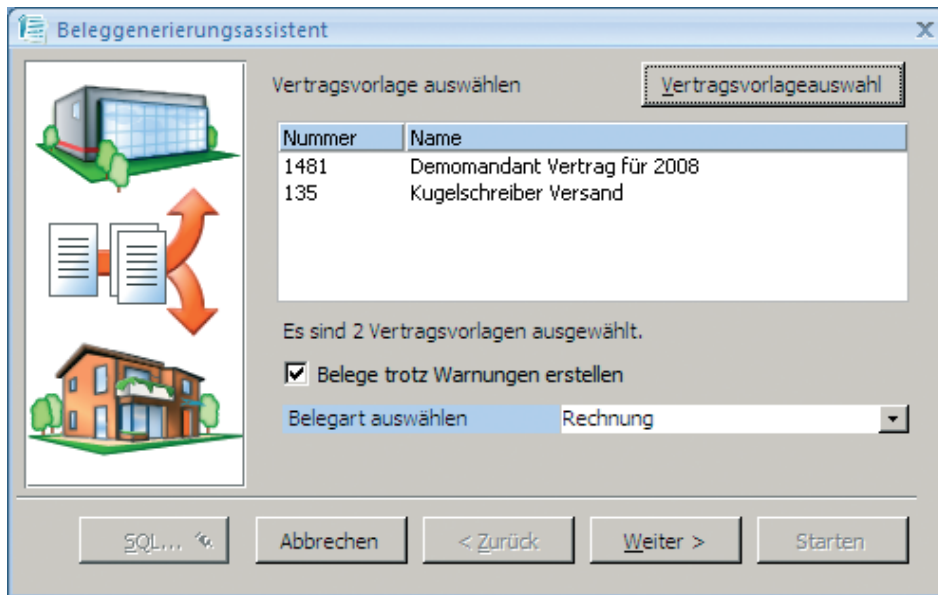 Beleggenerierungsassistent
Vertragsvorlage auswählen Vertragsvorlageauswahl
Nummer Name
1481 Demomandant Vertrag für 2008
135 Kugelschreiber Versand
Es sind 2 Vertragsvorlagen ausgewählt.
Belege trotz Warnungen erstellen
Belegart auswählen Rechnung
SQL... Abbrechen < Zurück Weiter > Starten